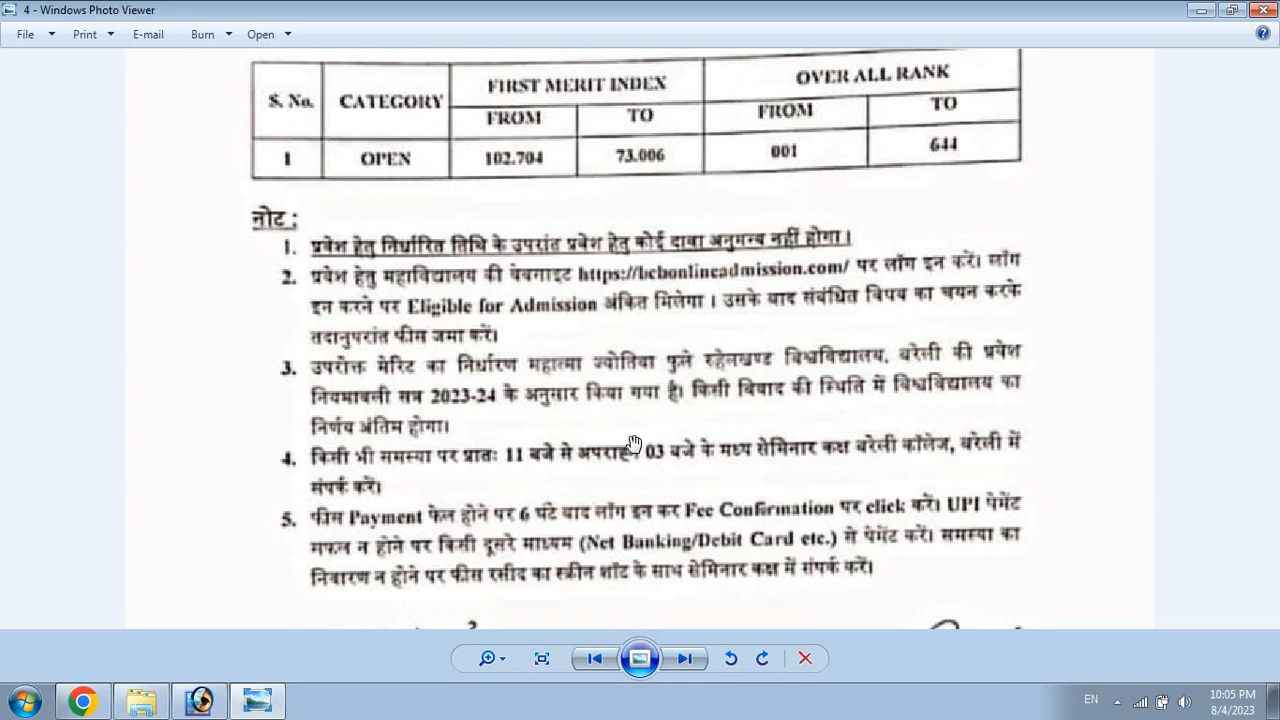 4 - Windows Photo Viewer
File Print E-mail Burn Open
S. No. CATEGORY FIRST MERIT INDEX OVER ALL RANK
FROM TO FROM TO
1 OPEN 102.704 73.006 001 644
नोट :
1. प्रवेश हेतु निर्धारित तिथि के उपरांत प्रवेश हेतु कोई दावा अनुमन्य नहीं होगा।
2. प्रवेश हेतु महाविद्यालय की वेबसाइट https://bcbonlineadmission.com/ पर लॉग इन करें। लॉग
इन करने पर Eligible for Admission अंकित मिलेगा। उसके बाद संबंधित विषय का चयन करके
तदानुपरांत फीस जमा करें।
3. उपरोक्त मेरिट का निर्धारण महात्मा ज्योतिबा फुले रुहेलखण्ड विश्वविद्यालय, बरेली की प्रवेश
नियमावली सत्र 2023-24 के अनुसार किया गया है। किसी विवाद की स्थिति में विश्वविद्यालय का
निर्णय अंतिम होगा।
4. किसी भी समस्या पर प्रातः 11 बजे से 03 बजे के मध्य सेमिनार कक्ष बरेली कॉलेज, बरेली में
संपर्क करें।
5. फीस Payment फेल होने पर 6 घंटे बाद लॉग इन कर Fee Confirmation पर click करें। UPI पेमेंट
सफल न होने पर किसी दूसरे माध्यम (Net Banking/Debit Card etc.) से पेमेंट करें। समस्या का
निवारण न होने पर फीस रसीद का स्क्रीन शॉट के साथ सेमिनार कक्ष में संपर्क करें।
EN 10:05 PM
8/4/2023